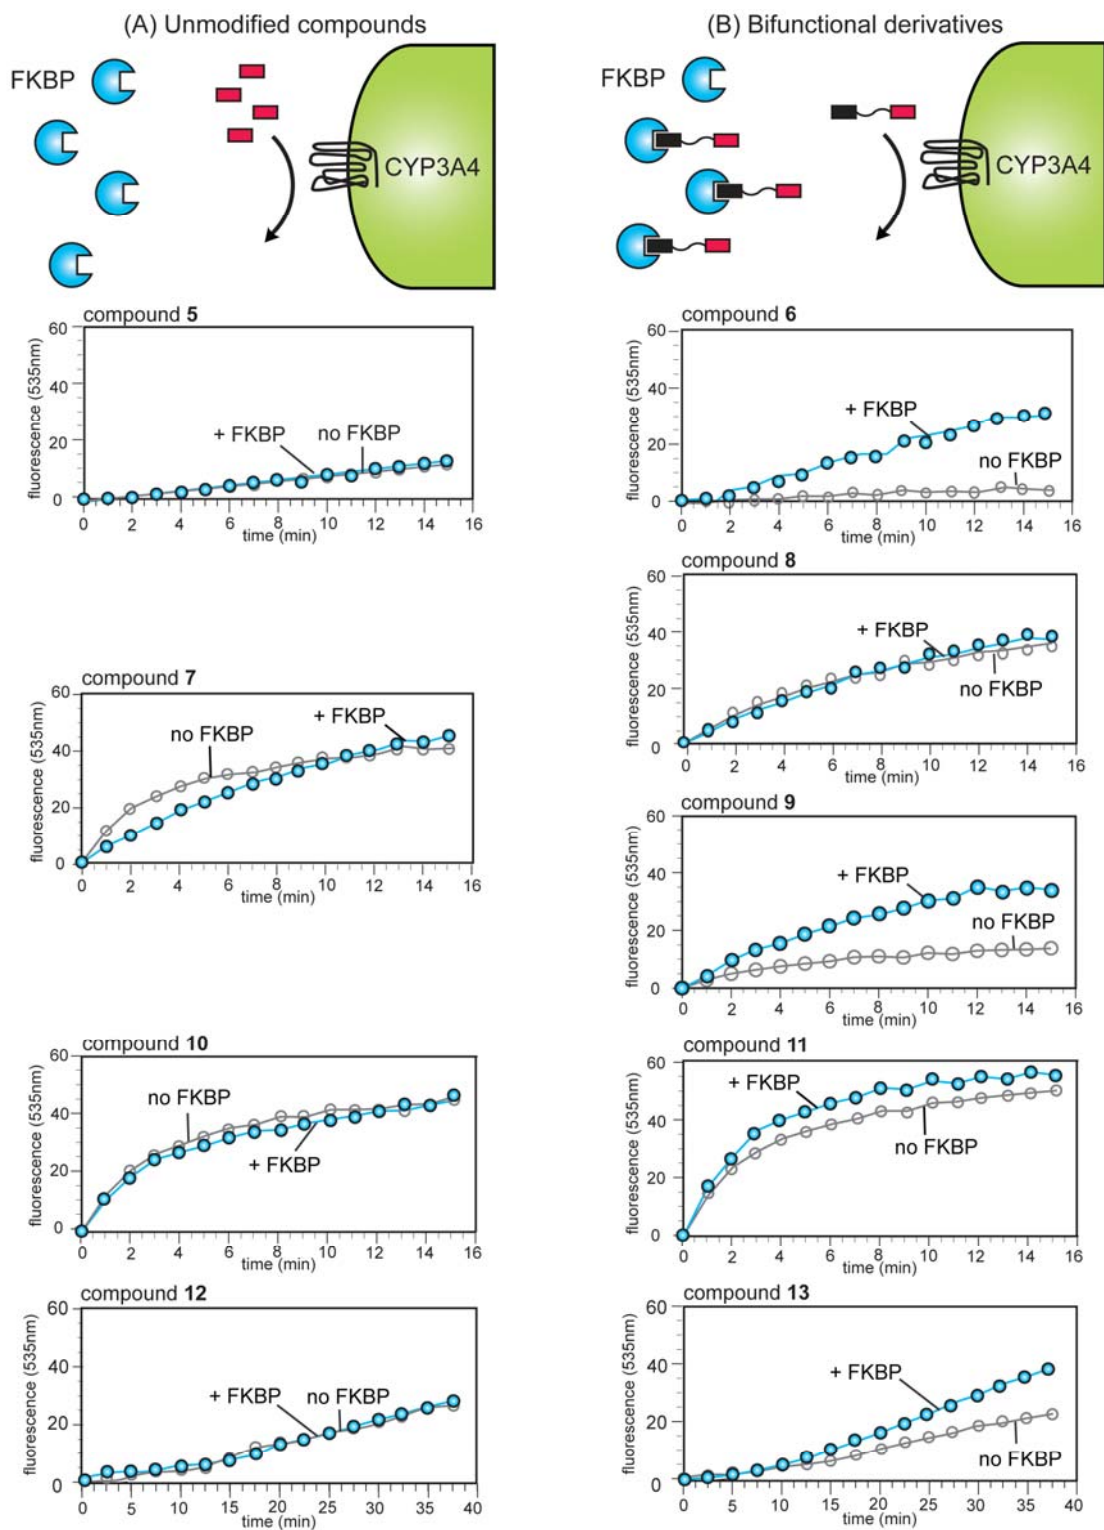 (A) Unmodified compounds
FKBP
CYP3A4
compound 5
fluorescence (535nm)
60
40
20
0
+ FKBP
no FKBP
0 2 4 6 8 10 12 14 16
time (min)
compound 7
fluorescence (535nm)
60
40
20
0
no FKBP
+ FKBP
0 2 4 6 8 10 12 14 16
time (min)
compound 10
fluorescence (535nm)
60
40
20
0
no FKBP
+ FKBP
0 2 4 6 8 10 12 14 16
time (min)
compound 12
fluorescence (535nm)
60
40
20
0
+ FKBP
no FKBP
0 5 10 15 20 25 30 35 40
time (min)
(B) Bifunctional derivatives
FKBP
CYP3A4
compound 6
fluorescence (535nm)
60
40
20
0
+ FKBP
no FKBP
0 2 4 6 8 10 12 14 16
time (min)
compound 8
fluorescence (535nm)
60
40
20
0
+ FKBP
no FKBP
0 2 4 6 8 10 12 14 16
time (min)
compound 9
fluorescence (535nm)
60
40
20
0
+ FKBP
no FKBP
0 2 4 6 8 10 12 14 16
time (min)
compound 11
fluorescence (535nm)
60
40
20
0
+ FKBP
no FKBP
0 2 4 6 8 10 12 14 16
time (min)
compound 13
fluorescence (535nm)
60
40
20
0
+ FKBP
no FKBP
0 5 10 15 20 25 30 35 40
time (min)